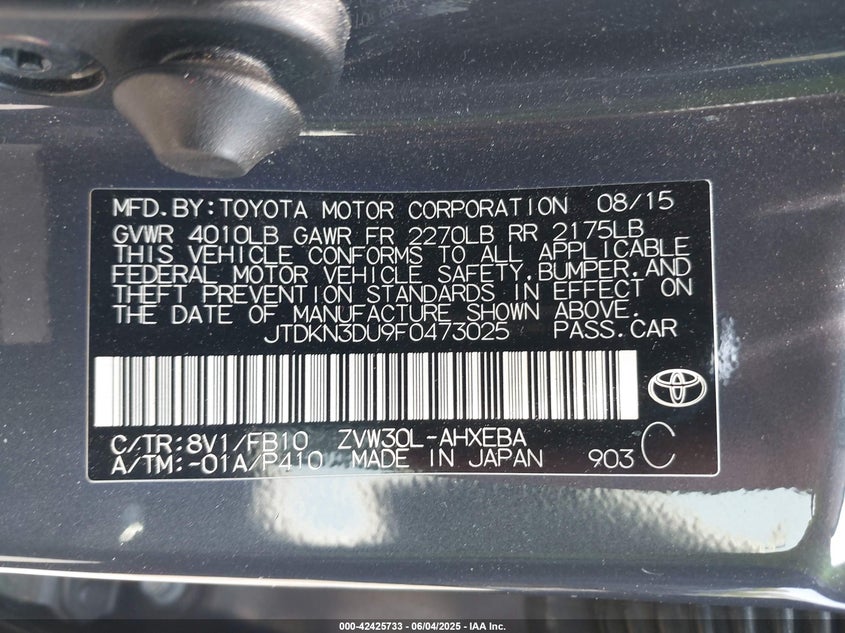 MFD.BY:TOYOTA MOTOR CORPORATION 08/15
GVWR 4010LB GAWR FR 2270LB RR 2175LB
THIS VEHICLE CONFORMS TO ALL APPLICABLE
FEDERAL MOTOR VEHICLE SAFETY,BUMPER,AND
THEFT PREVENTION STANDARDS IN EFFECT ON
THE DATE OF MANUFACTURE SHOWN ABOVE.
JTDKN3DU9F0473025 PASS.CAR
C/TR:8V1/FB10 ZVW30L-AHXEBA
A/TM:-01A/P410 MADE IN JAPAN 903 C
000-42425733 - 06/04/2025 - IAA Inc.